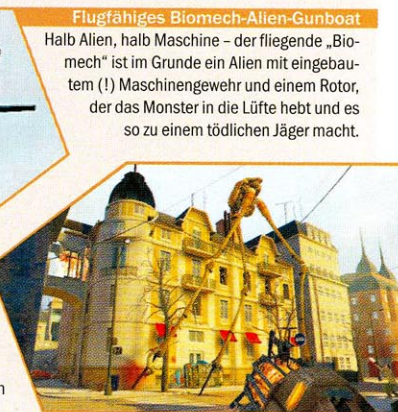 Flugfähiges Biomech-Alien-Gunboat
Halb Alien, halb Maschine – der fliegende „Bio-
mech“ ist im Grunde ein Alien mit eingebau-
tem (!) Maschinengewehr und einem Rotor,
der das Monster in die Lüfte hebt und es
so zu einem tödlichen Jäger macht.